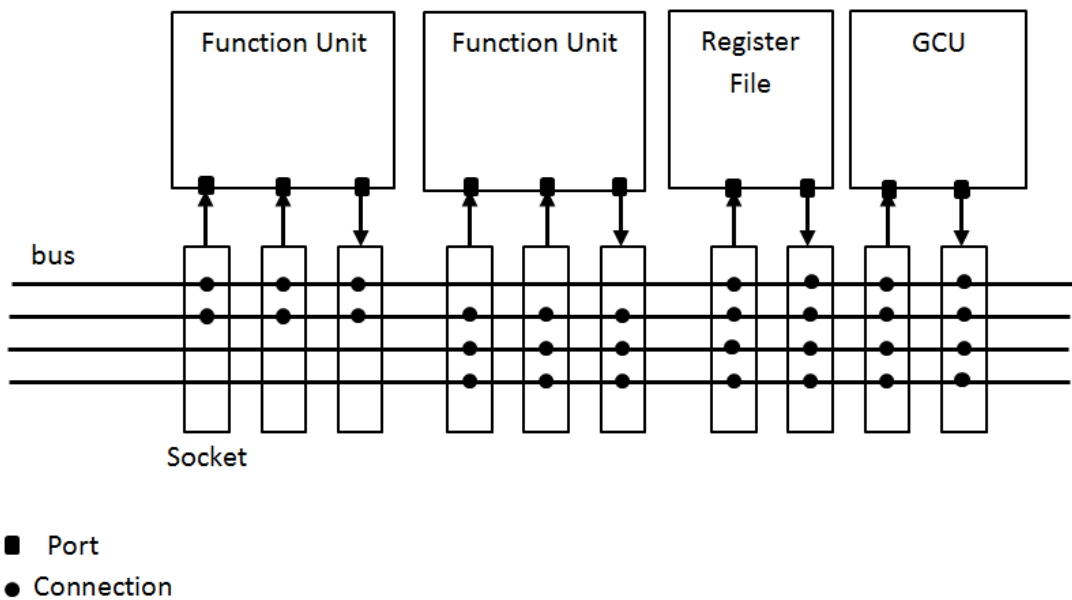 Function Unit
Function Unit
Register
File
GCU
bus
Socket
Port
Connection